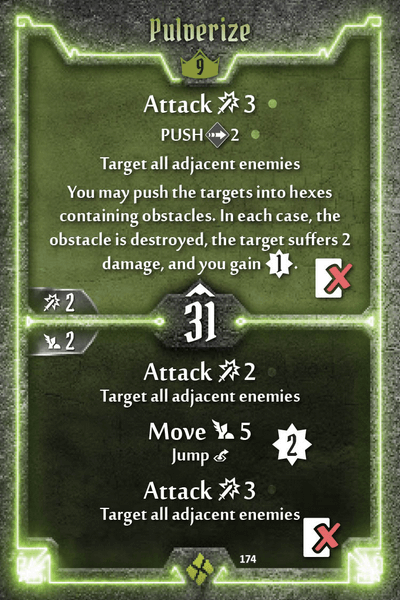 Pulverize
9
Attack 3
PUSH 2
Target all adjacent enemies
You may push the targets into hexes
containing obstacles. In each case, the
obstacle is destroyed, the target suffers 2
damage, and you gain 1.
2
31
2
Attack 2
Target all adjacent enemies
Move 5
Jump
2
Attack 3
Target all adjacent enemies
174